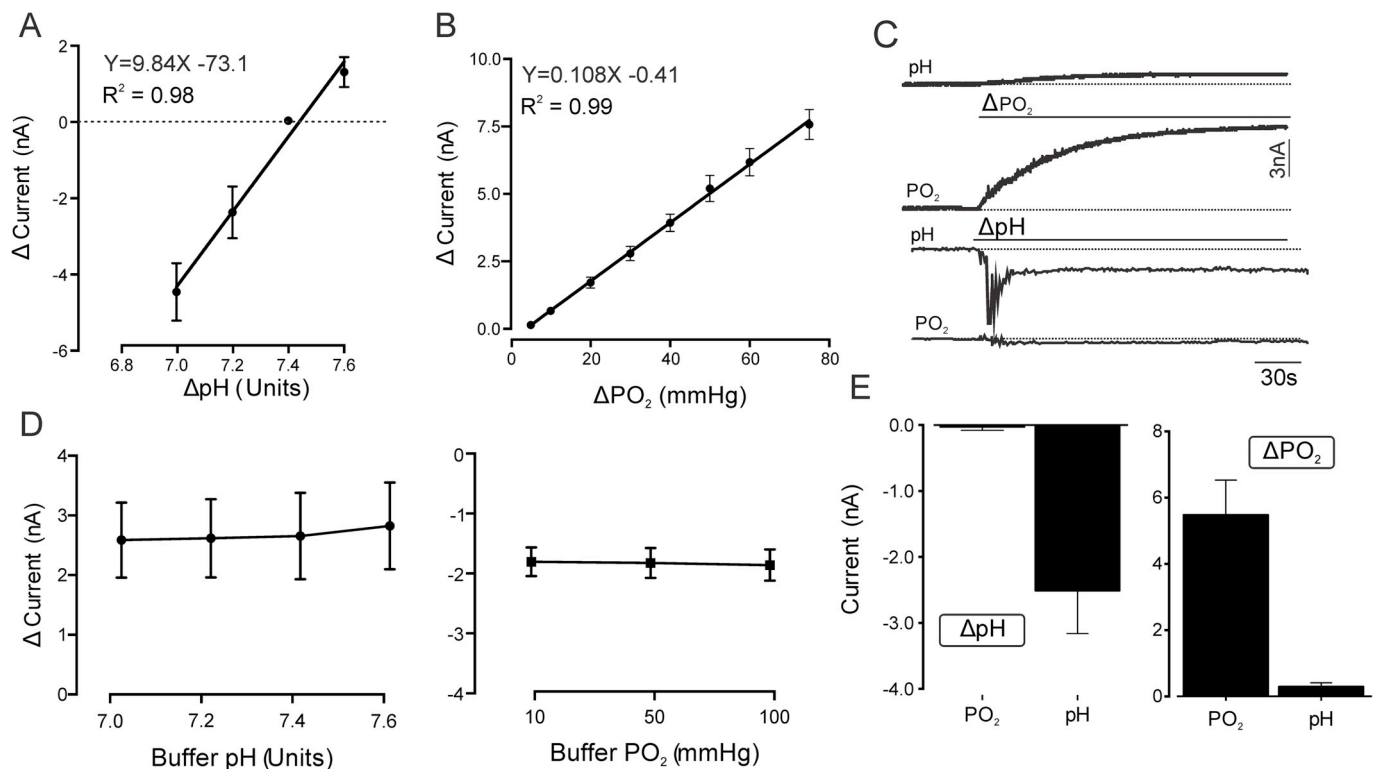 A
Δ Current (nA)
2
0
-2
-4
-6
Y=9.84X -73.1
R² = 0.98
6.8 7.0 7.2 7.4 7.6
ΔpH (Units)
B
Δ Current (nA)
10.0
7.5
5.0
2.5
0.0
Y=0.108X -0.41
R² = 0.99
20 40 60 80
ΔPO₂ (mmHg)
C
pH
ΔPO₂
3nA
PO₂
ΔpH
pH
PO₂
30s
D
Δ Current (nA)
4
3
2
1
0
7.0 7.2 7.4 7.6
Buffer pH (Units)
0
-1
-2
-3
-4
10 50 100
Buffer PO₂ (mmHg)
E
Current (nA)
0.0
-1.0
-2.0
-3.0
-4.0
ΔpH
PO₂ pH
8
6
4
2
0
ΔPO₂
PO₂ pH